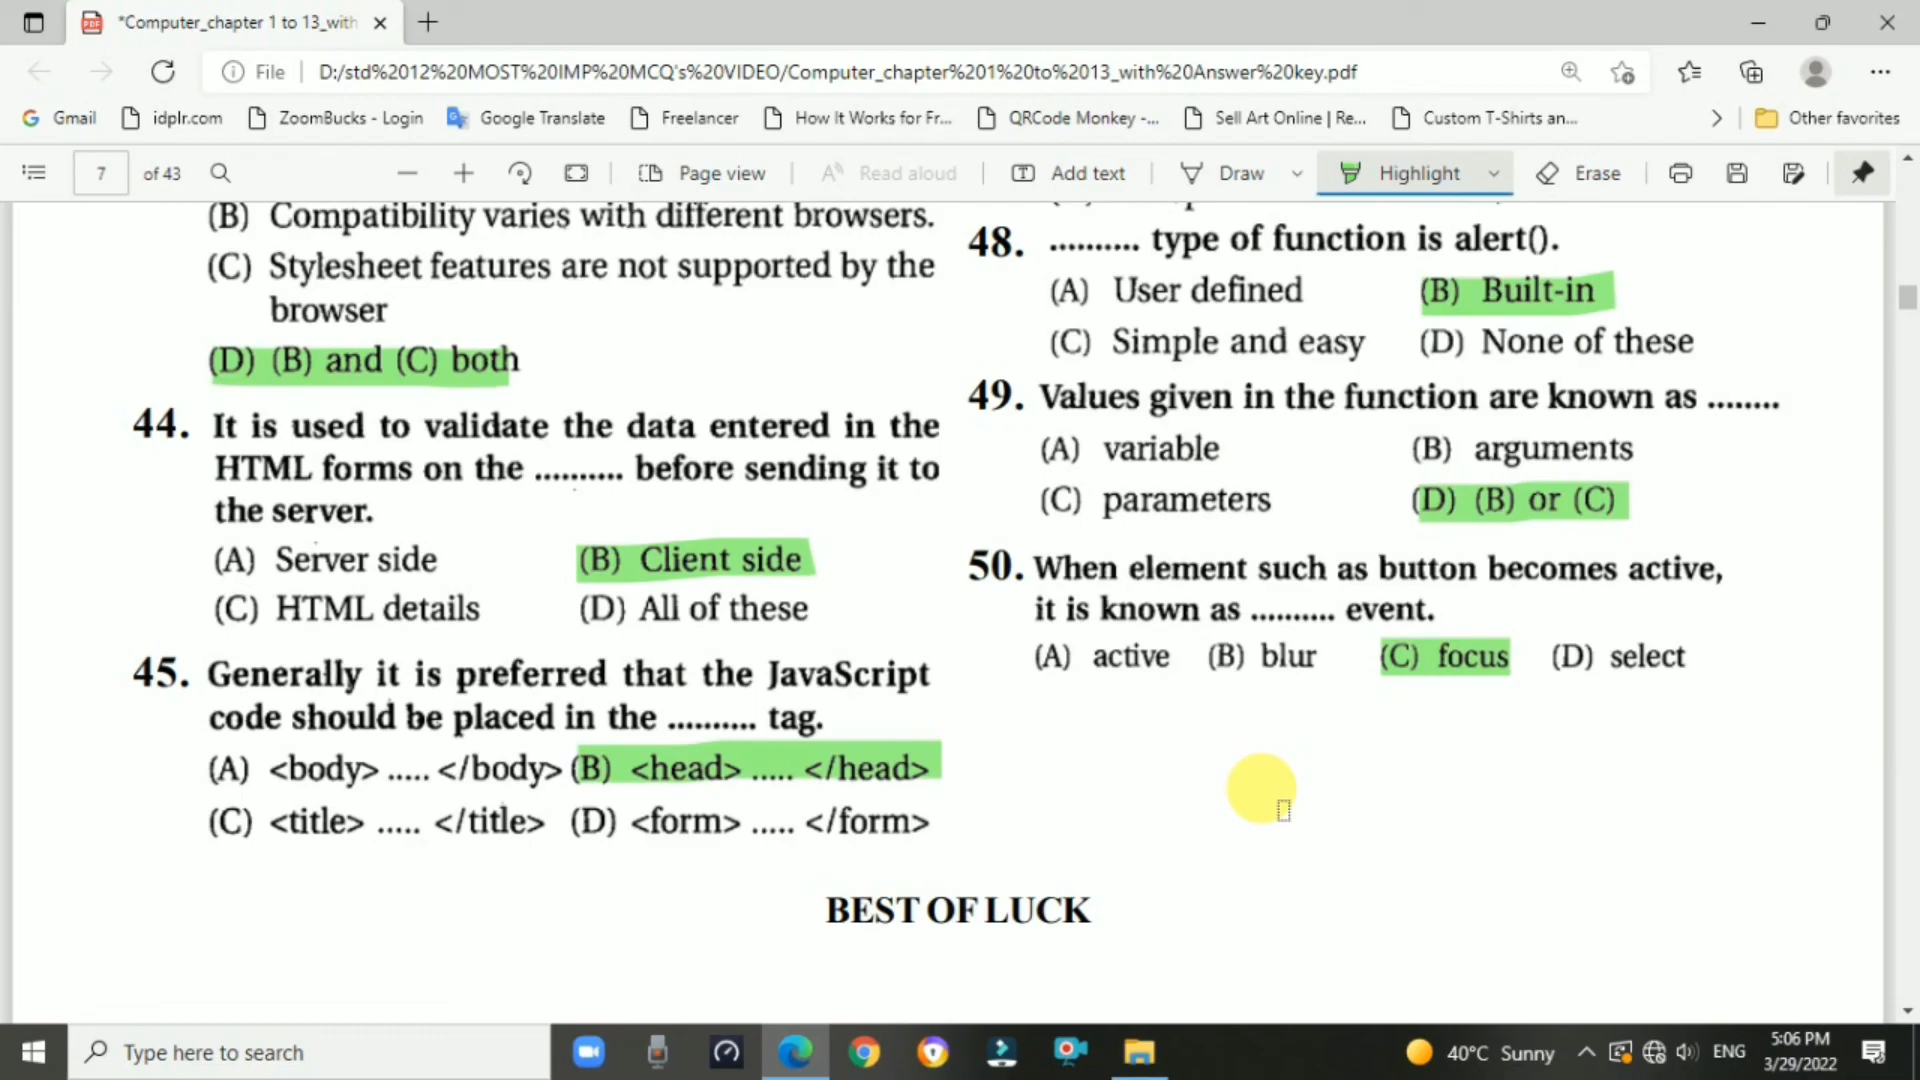 *Computer_chapter 1 to 13_with
File
D:/std%2012%20MOST%20IMP%20MCQ's%20VIDEO/Computer_chapter%201%20to%2013_with%20Answer%20key.pdf
Gmail
idplr.com
ZoomBucks - Login
Google Translate
Freelancer
How It Works for Fr...
QRCode Monkey -...
Sell Art Online | Re...
Custom T-Shirts an...
Other favorites
7 of 43
Page view
Read aloud
Add text
Draw
Highlight
Erase
(B) Compatibility varies with different browsers.
(C) Stylesheet features are not supported by the
browser
(D) (B) and (C) both
44. It is used to validate the data entered in the
HTML forms on the .......... before sending it to
the server.
(A) Server side (B) Client side
(C) HTML details (D) All of these
45. Generally it is preferred that the JavaScript
code should be placed in the .......... tag.
(A) <body> ..... </body> (B) <head> ..... </head>
(C) <title> ..... </title> (D) <form> ..... </form>
48. .......... type of function is alert().
(A) User defined (B) Built-in
(C) Simple and easy (D) None of these
49. Values given in the function are known as ........
(A) variable (B) arguments
(C) parameters (D) (B) or (C)
50. When element such as button becomes active,
it is known as .......... event.
(A) active (B) blur (C) focus (D) select
BEST OF LUCK
Type here to search
40°C Sunny
ENG
5:06 PM
3/29/2022